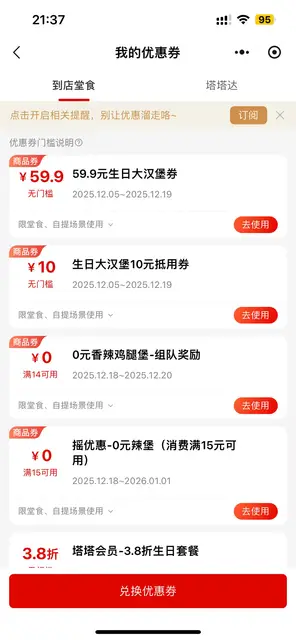 21:37
95
我的优惠券
到店堂食
塔塔达
点击开启相关提醒，别让优惠溜走咯~
订阅
优惠券门槛说明
商品券
¥59.9
无门槛
59.9元生日大汉堡券
2025.12.05~2025.12.19
限堂食、自提场景使用
去使用
商品券
¥10
无门槛
生日大汉堡10元抵用券
2025.12.05~2025.12.19
限堂食、自提场景使用
去使用
商品券
¥0
满14可用
0元香辣鸡腿堡-组队奖励
2025.12.18~2025.12.20
限堂食、自提场景使用
去使用
商品券
¥0
满15可用
摇优惠-0元辣堡（消费满15元可
用）
2025.12.18~2026.01.01
限堂食、自提场景使用
去使用
3.8折
塔塔会员-3.8折生日套餐
兑换优惠券